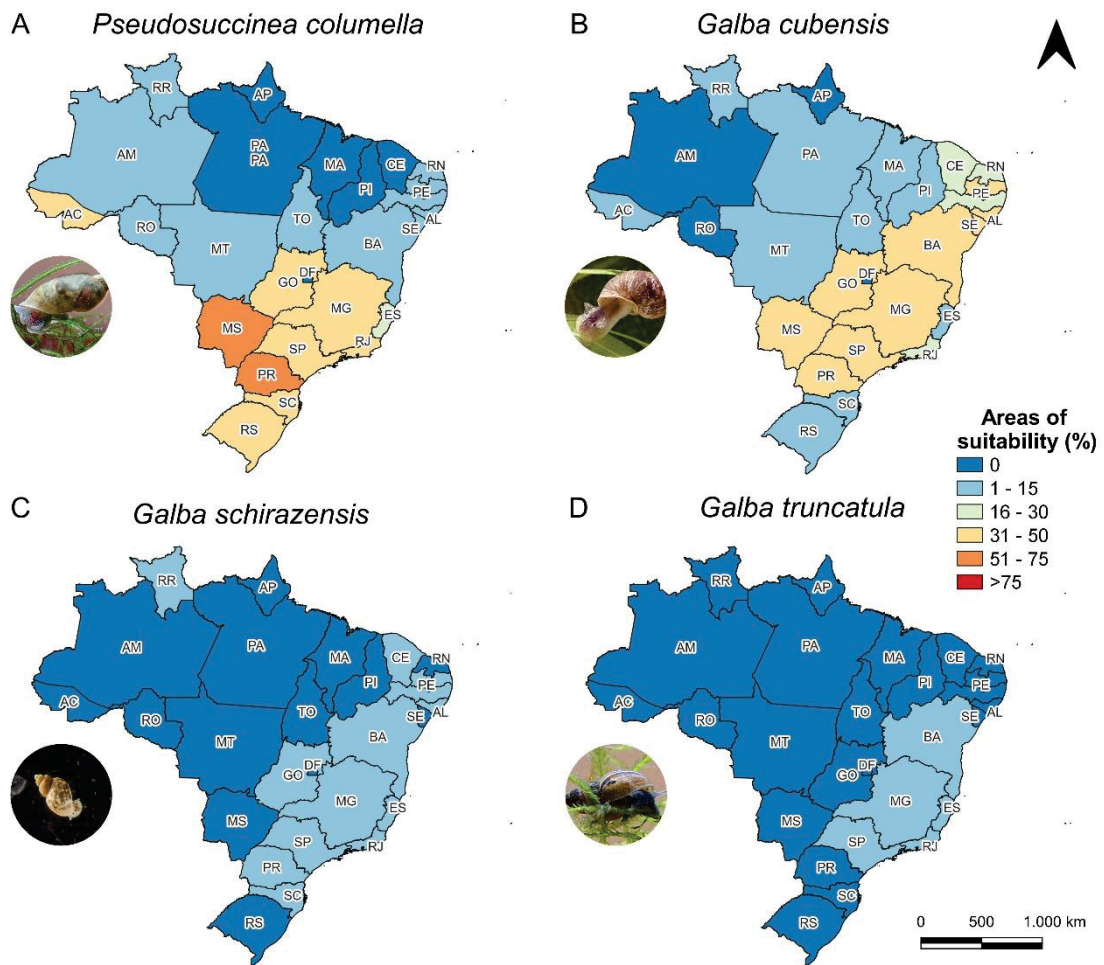 A Pseudosuccinea columella
RR
AP
AM
PA
PA
MA
CE
RN
PI
PE
AL
SE
AC
RO
TO
BA
MT
DF
GO
MG
ES
MS
SP
RJ
PR
SC
RS
B Galba cubensis
RR
AP
AM
PA
MA
CE
RN
PI
PE
AL
SE
AC
RO
TO
BA
MT
DF
GO
MG
ES
MS
SP
RJ
PR
SC
RS
Areas of
suitability (%)
0
1 - 15
16 - 30
31 - 50
51 - 75
>75
C Galba schirazensis
RR
AP
AM
PA
MA
CE
RN
PI
PE
AL
SE
AC
RO
TO
BA
MT
DF
GO
MG
ES
MS
SP
RJ
PR
SC
RS
D Galba truncatula
RR
AP
AM
PA
MA
CE
RN
PI
PE
AL
SE
AC
RO
TO
BA
MT
DF
GO
MG
ES
MS
SP
RJ
PR
SC
RS
0 500 1.000 km